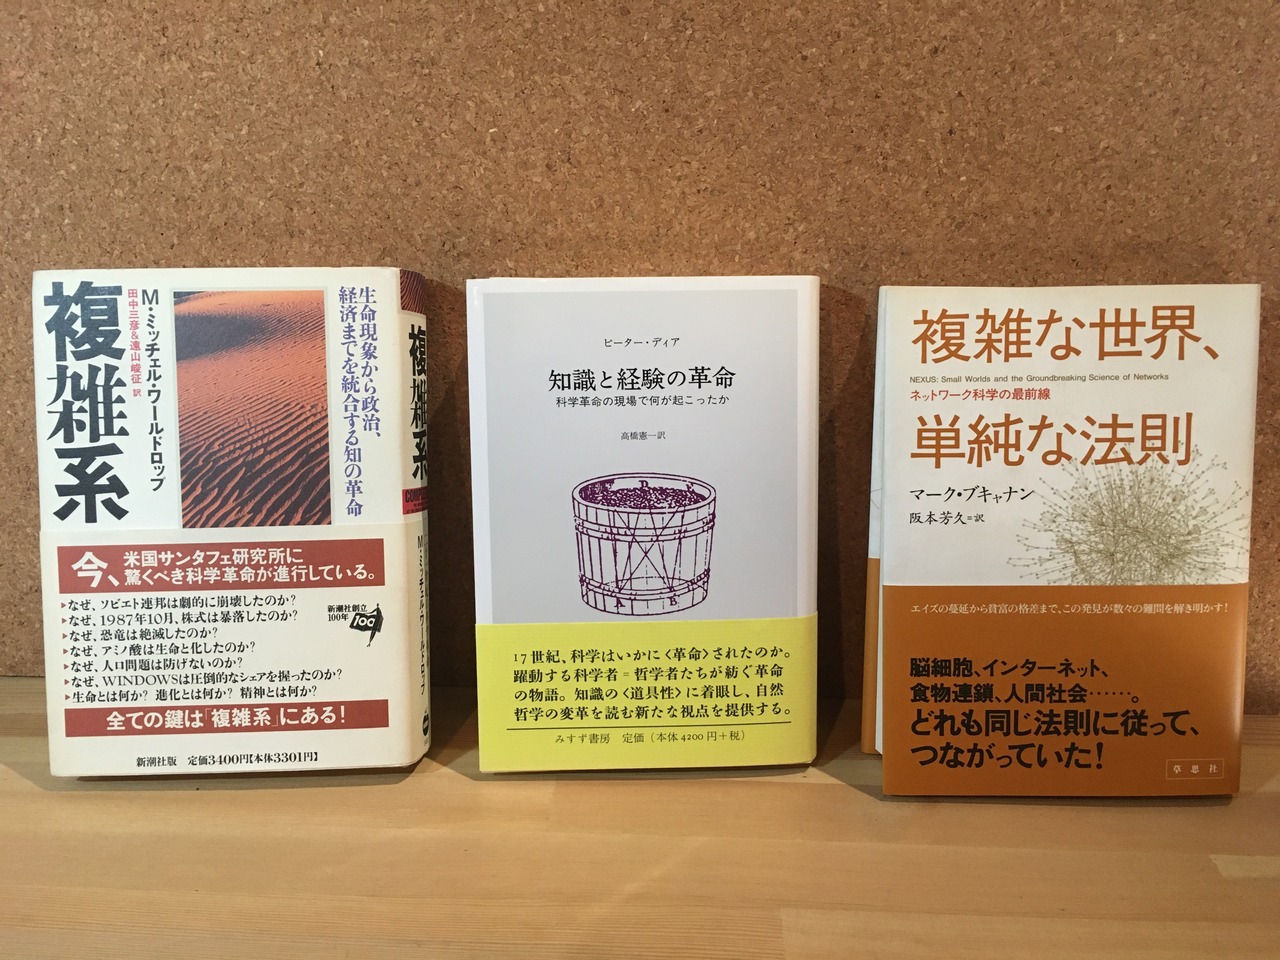 複雑系
M・ミッチェル・ワールドロップ
田中三彦&遠山峻征 訳
生命現象から政治、
経済までを統合する知の革命
今、米国サンタフェ研究所に
驚くべき科学革命が進行している。
▶なぜ、ソビエト連邦は劇的に崩壊したのか?
▶なぜ、1987年10月、株式は暴落したのか?
▶なぜ、恐竜は絶滅したのか?
▶なぜ、アミノ酸は生命と化したのか?
▶なぜ、人口問題は防げないのか?
▶なぜ、WINDOWSは圧倒的なシェアを握ったのか?
▶生命とは何か? 進化とは何か? 精神とは何か?
新潮社創立
100年
100
全ての鍵は「複雑系」にある!
新潮社版 定価3400円【本体3301円】
複雑系
M・ミッチェル・ワールドロップ
ピーター・ディア
知識と経験の革命
科学革命の現場で何が起こったか
高橋憲一訳
A B
17世紀、科学はいかに〈革命〉されたのか。
躍動する科学者=哲学者たちが紡ぐ革命
の物語。知識の〈道具性〉に着眼し、自然
哲学の変革を読む新たな視点を提供する。
みすず書房 定価(本体4200円+税)
複雑な世界、
NEXUS: Small Worlds and the Groundbreaking Science of Networks
ネットワーク科学の最前線
単純な法則
マーク・ブキャナン
阪本芳久=訳
エイズの蔓延から貧富の格差まで、この発見が数々の難問を解き明かす!
脳細胞、インターネット、
食物連鎖、人間社会……。
どれも同じ法則に従って、
つながっていた!
草思社